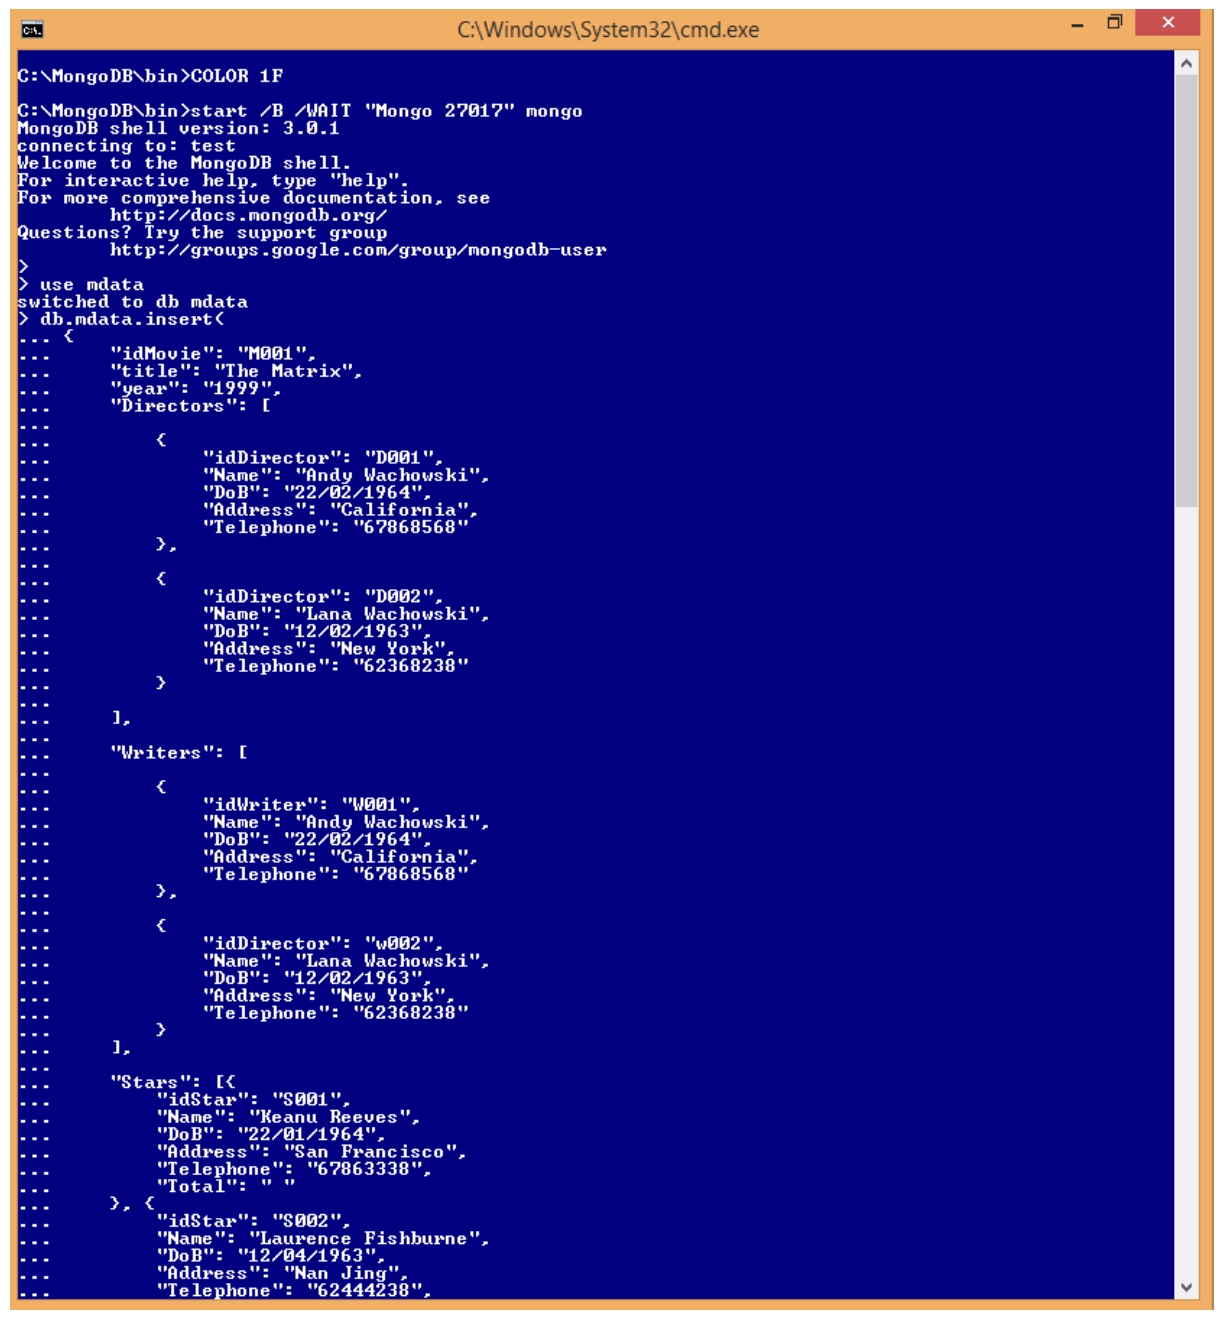 C:\Windows\System32\cmd.exe
C:\MongoDB\bin>COLOR 1F
C:\MongoDB\bin>start /B /WAIT "Mongo 27017" mongo
MongoDB shell version: 3.0.1
connecting to: test
Welcome to the MongoDB shell.
For interactive help, type "help".
For more comprehensive documentation, see
        http://docs.mongodb.org/
Questions? Try the support group
        http://groups.google.com/group/mongodb-user
>
> use mdata
switched to db mdata
> db.mdata.insert(
... {
...     "idMovie": "M001",
...     "title": "The Matrix",
...     "year": "1999",
...     "Directors": [
...
...         {
...             "idDirector": "D001",
...             "Name": "Andy Wachowski",
...             "DoB": "22/02/1964",
...             "Address": "California",
...             "Telephone": "67868568"
...         },
...
...         {
...             "idDirector": "D002",
...             "Name": "Lana Wachowski",
...             "DoB": "12/02/1963",
...             "Address": "New York",
...             "Telephone": "62368238"
...         }
...
...     ],
...
...     "Writers": [
...
...         {
...             "idWriter": "W001",
...             "Name": "Andy Wachowski",
...             "DoB": "22/02/1964",
...             "Address": "California",
...             "Telephone": "67868568"
...         },
...
...         {
...             "idDirector": "w002",
...             "Name": "Lana Wachowski",
...             "DoB": "12/02/1963",
...             "Address": "New York",
...             "Telephone": "62368238"
...         }
...     ],
...
...     "Stars": [{
...         "idStar": "S001",
...         "Name": "Keanu Reeves",
...         "DoB": "22/01/1964",
...         "Address": "San Francisco",
...         "Telephone": "67863338",
...         "Total": " "
...     }, {
...         "idStar": "S002",
...         "Name": "Laurence Fishburne",
...         "DoB": "12/04/1963",
...         "Address": "Nan Jing",
...         "Telephone": "62444238",